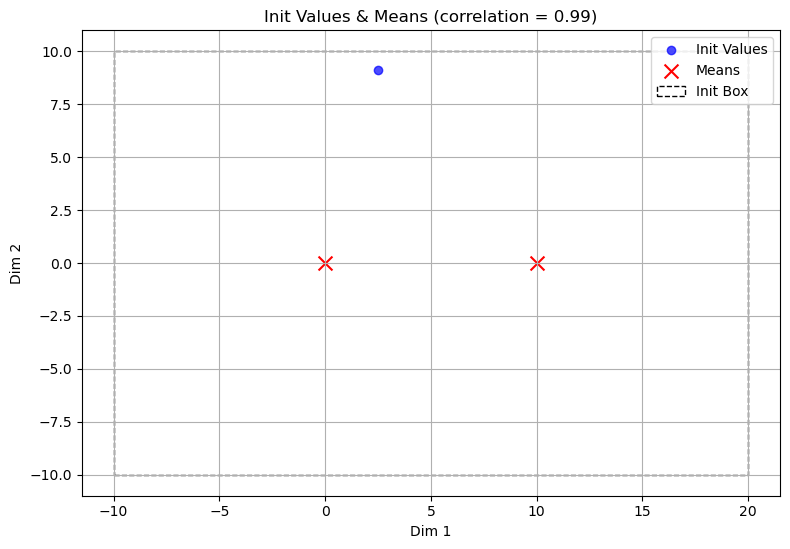 Init Values & Means (correlation = 0.99)
Init Values
Means
Init Box
10.0
7.5
5.0
2.5
0.0
−2.5
−5.0
−7.5
−10.0
Dim 2
−10
−5
0
5
10
15
20
Dim 1